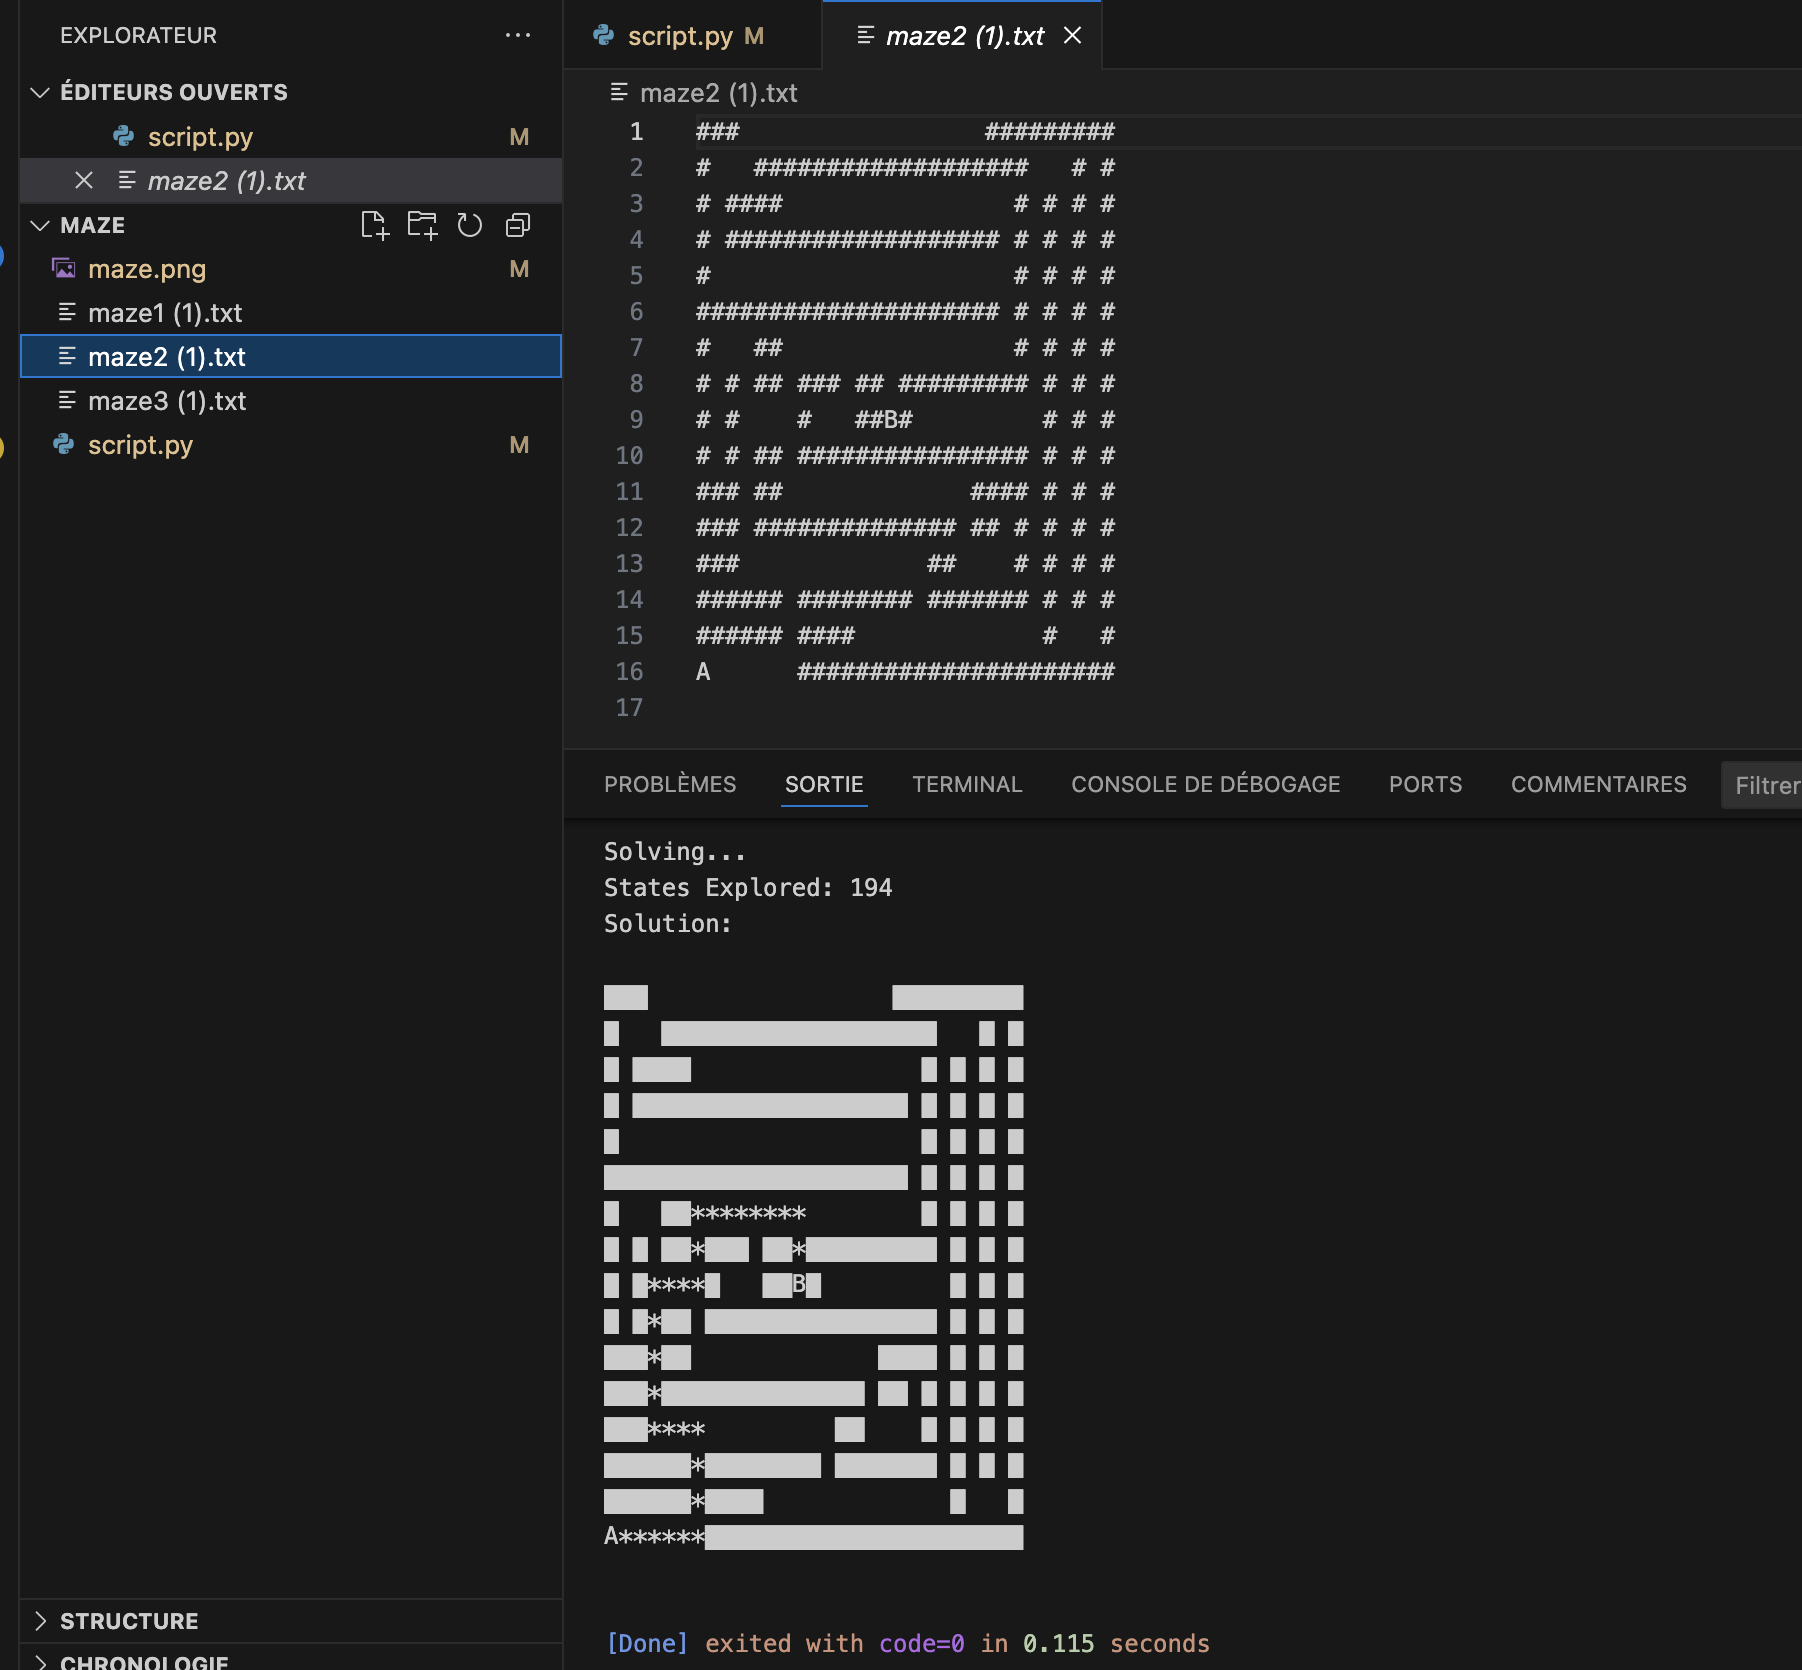 EXPLORATEUR ···
ÉDITEURS OUVERTS
script.py M
maze2 (1).txt
MAZE
maze.png M
maze1 (1).txt
maze2 (1).txt
maze3 (1).txt
script.py M
STRUCTURE
CHRONOLOGIE
script.py M
maze2 (1).txt
maze2 (1).txt
1 ###                 #########
2 #   ###################   # #
3 # ####                # # # #
4 # ################### # # # #
5 #                     # # # #
6 ##################### # # # #
7 #   ##                # # # #
8 # # ## ### ## ######### # # #
9 # #    #   ##B#         # # #
10 # # ## ################ # # #
11 ### ##             #### # # #
12 ### ############## ## # # # #
13 ###             ##    # # # #
14 ###### ######## ####### # # #
15 ###### ####             #   #
16 A      ######################
17
PROBLÈMES SORTIE TERMINAL CONSOLE DE DÉBOGAGE PORTS COMMENTAIRES Filtrer
Solving...
States Explored: 194
Solution:
███                 █████████
█   ███████████████████   █ █
█ ████                █ █ █ █
█ ███████████████████ █ █ █ █
█                     █ █ █ █
█████████████████████ █ █ █ █
█   ██********        █ █ █ █
█ █ ██*███ ██*█████████ █ █ █
█ █****█   ██B█         █ █ █
█ █*██ ████████████████ █ █ █
███*██             ████ █ █ █
███*██████████████ ██ █ █ █ █
███****         ██    █ █ █ █
██████*████████ ███████ █ █ █
██████*████             █   █
A******██████████████████████
[Done] exited with code=0 in 0.115 seconds